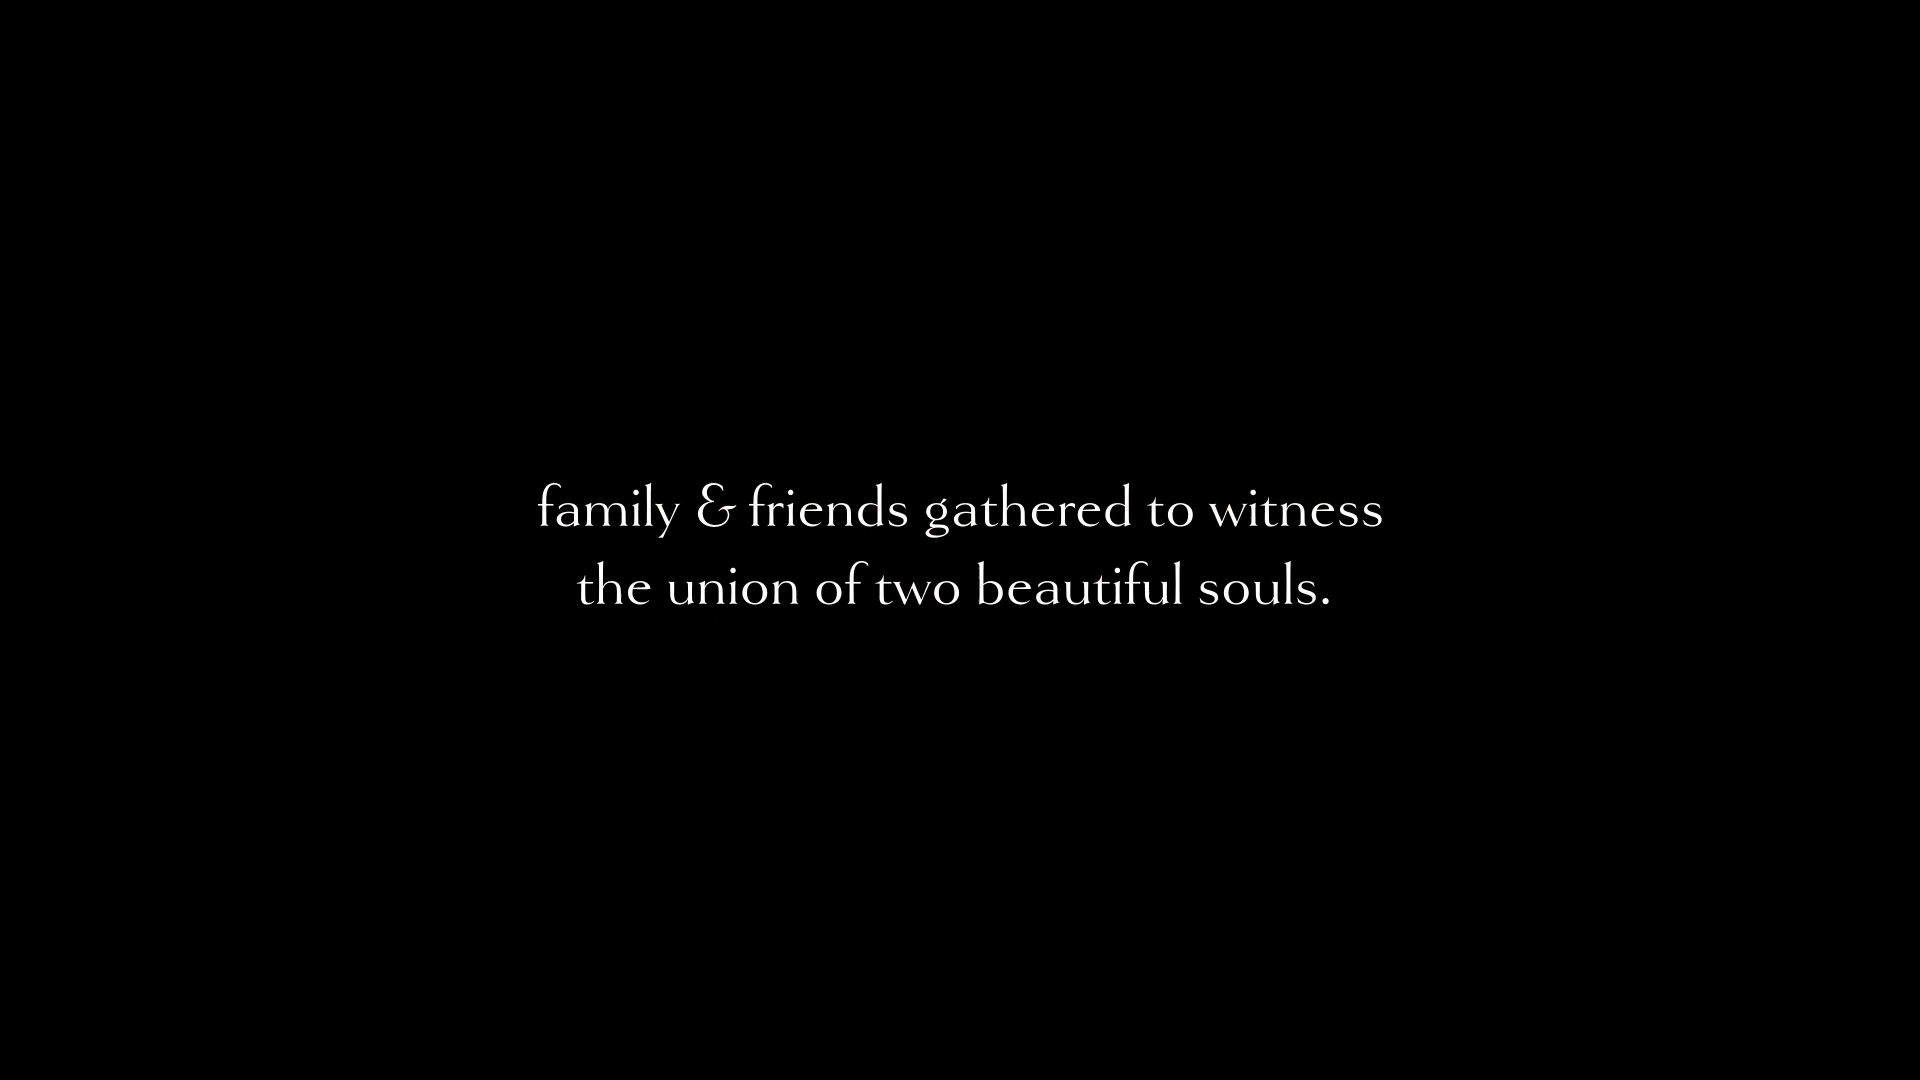 family & friends gathered to witness
the union of two beautiful souls.